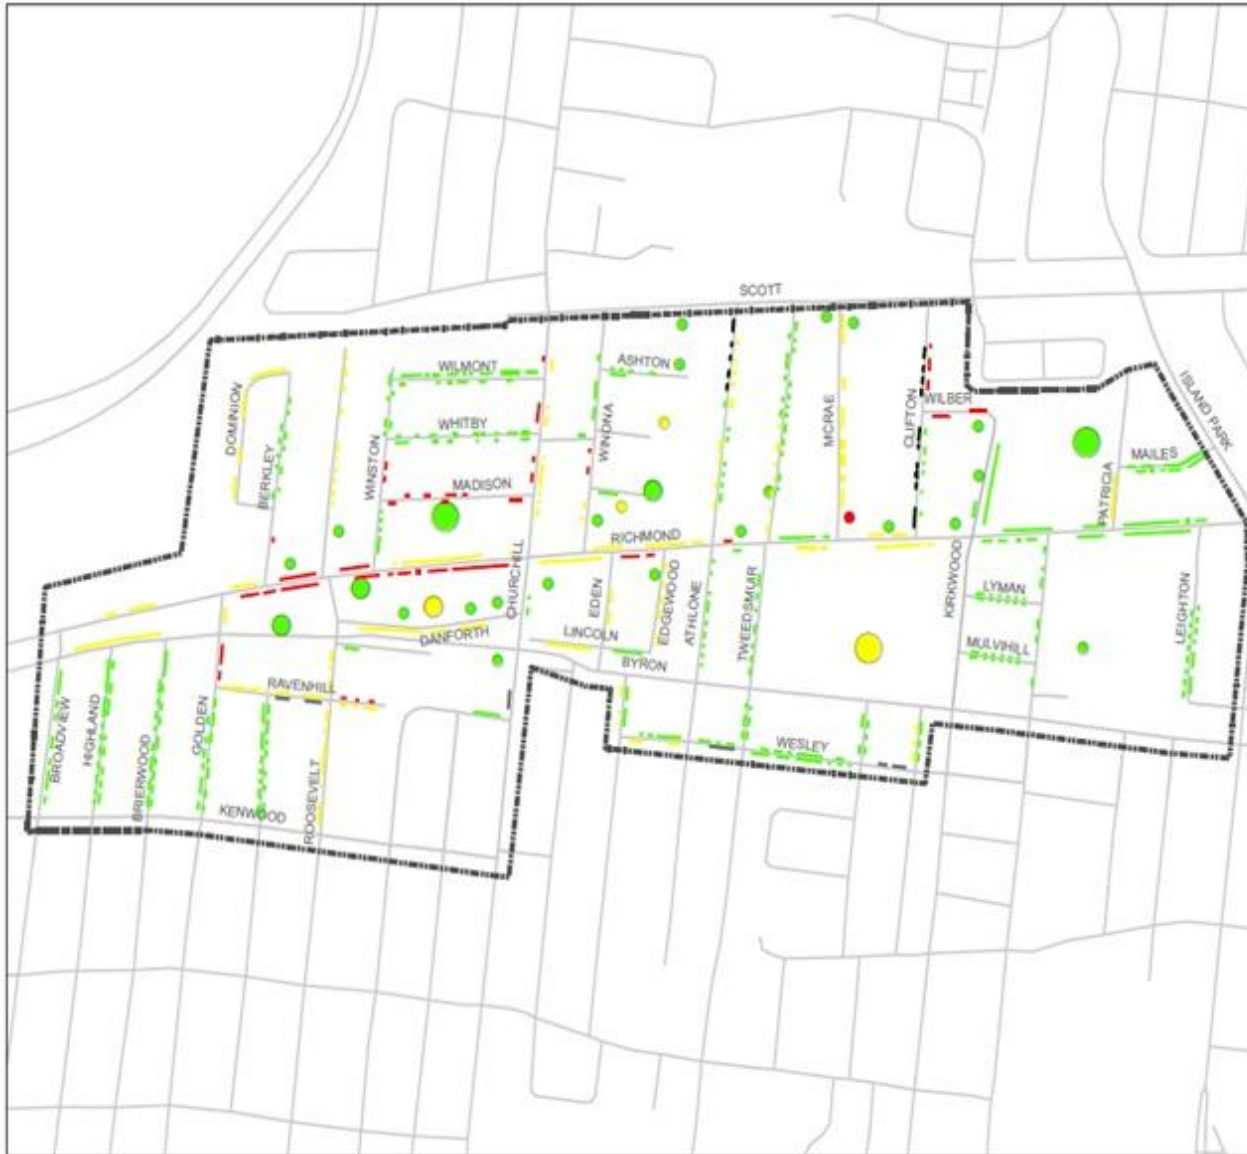 SCOTT
ISLAND PARK
WILMONT
ASHTON
DOMINION
BERKLEY
WINSTON
WHITBY
WINONA
MCRAE
CLIFTON
WILBER
MADISON
PATRICIA
MAILES
RICHMOND
CHURCHILL
EDEN
EDGEWOOD
ATHLONE
TWEEDSMUIR
KIRKWOOD
LYMAN
LEIGHTON
DANFORTH
LINCOLN
BYRON
MULVIHILL
RAVENHILL
BROADVIEW
HIGHLAND
BRIERWOOD
GOLDEN
ROOSEVELT
KENWOOD
WESLEY